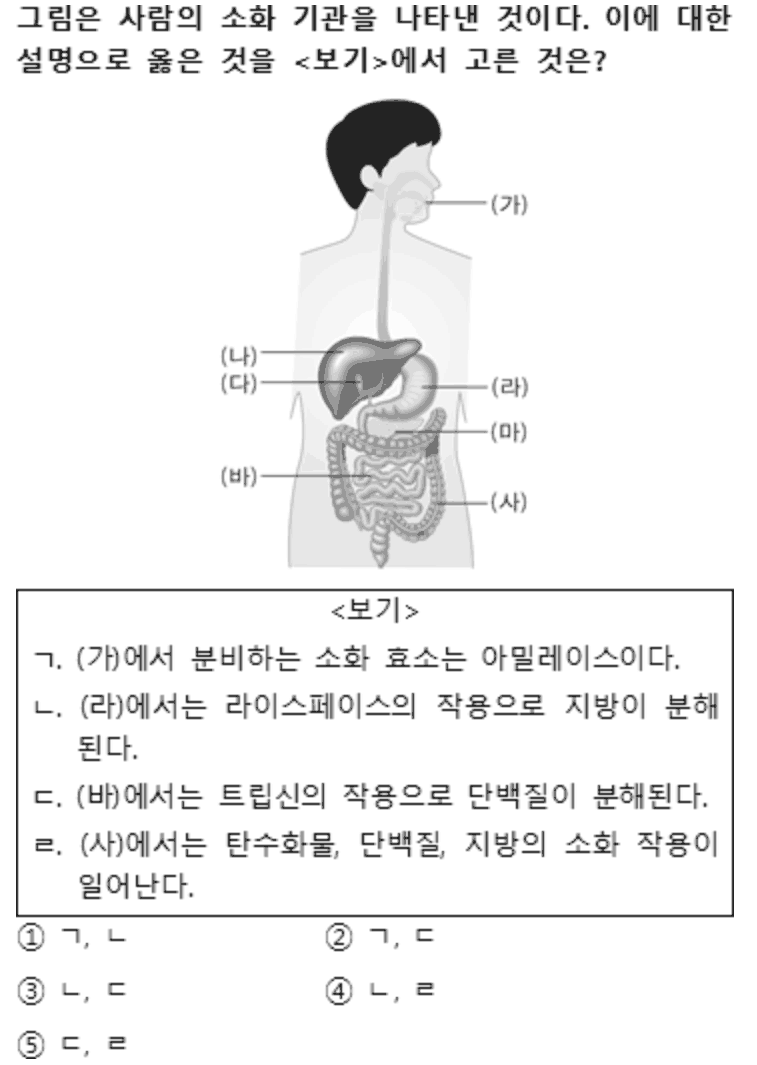 그림은 사람의 소화 기관을 나타낸 것이다. 이에 대한
설명으로 옳은 것을 <보기>에서 고른 것은?
(가)
(나)
(다)
(라)
(마)
(바)
(사)
<보기>
ㄱ. (가)에서 분비하는 소화 효소는 아밀레이스이다.
ㄴ. (라)에서는 라이스페이스의 작용으로 지방이 분해
된다.
ㄷ. (바)에서는 트립신의 작용으로 단백질이 분해된다.
ㄹ. (사)에서는 탄수화물, 단백질, 지방의 소화 작용이
일어난다.
① ㄱ, ㄴ ② ㄱ, ㄷ
③ ㄴ, ㄷ ④ ㄴ, ㄹ
⑤ ㄷ, ㄹ